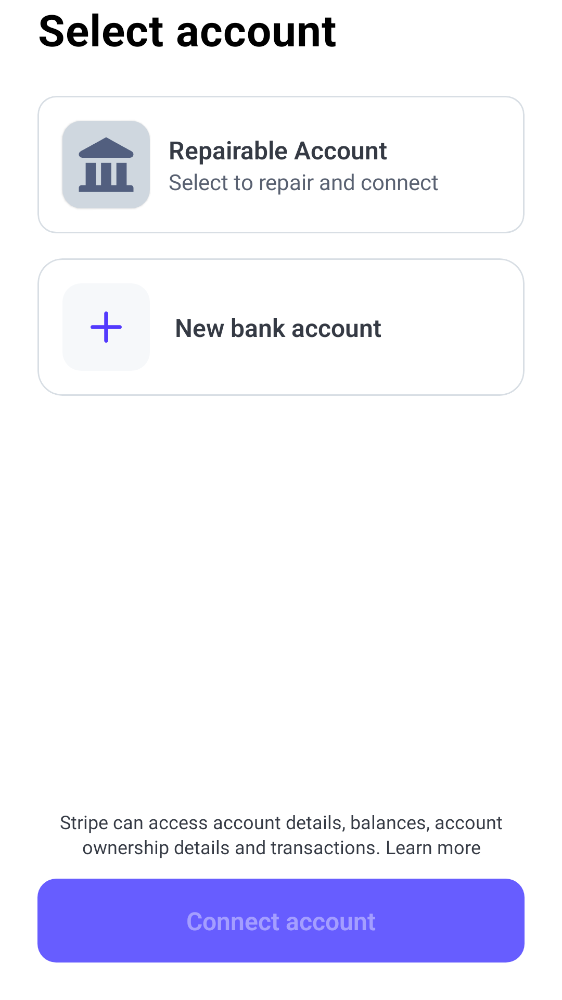 Select account
Repairable Account
Select to repair and connect
New bank account
Stripe can access account details, balances, account
ownership details and transactions. Learn more
Connect account